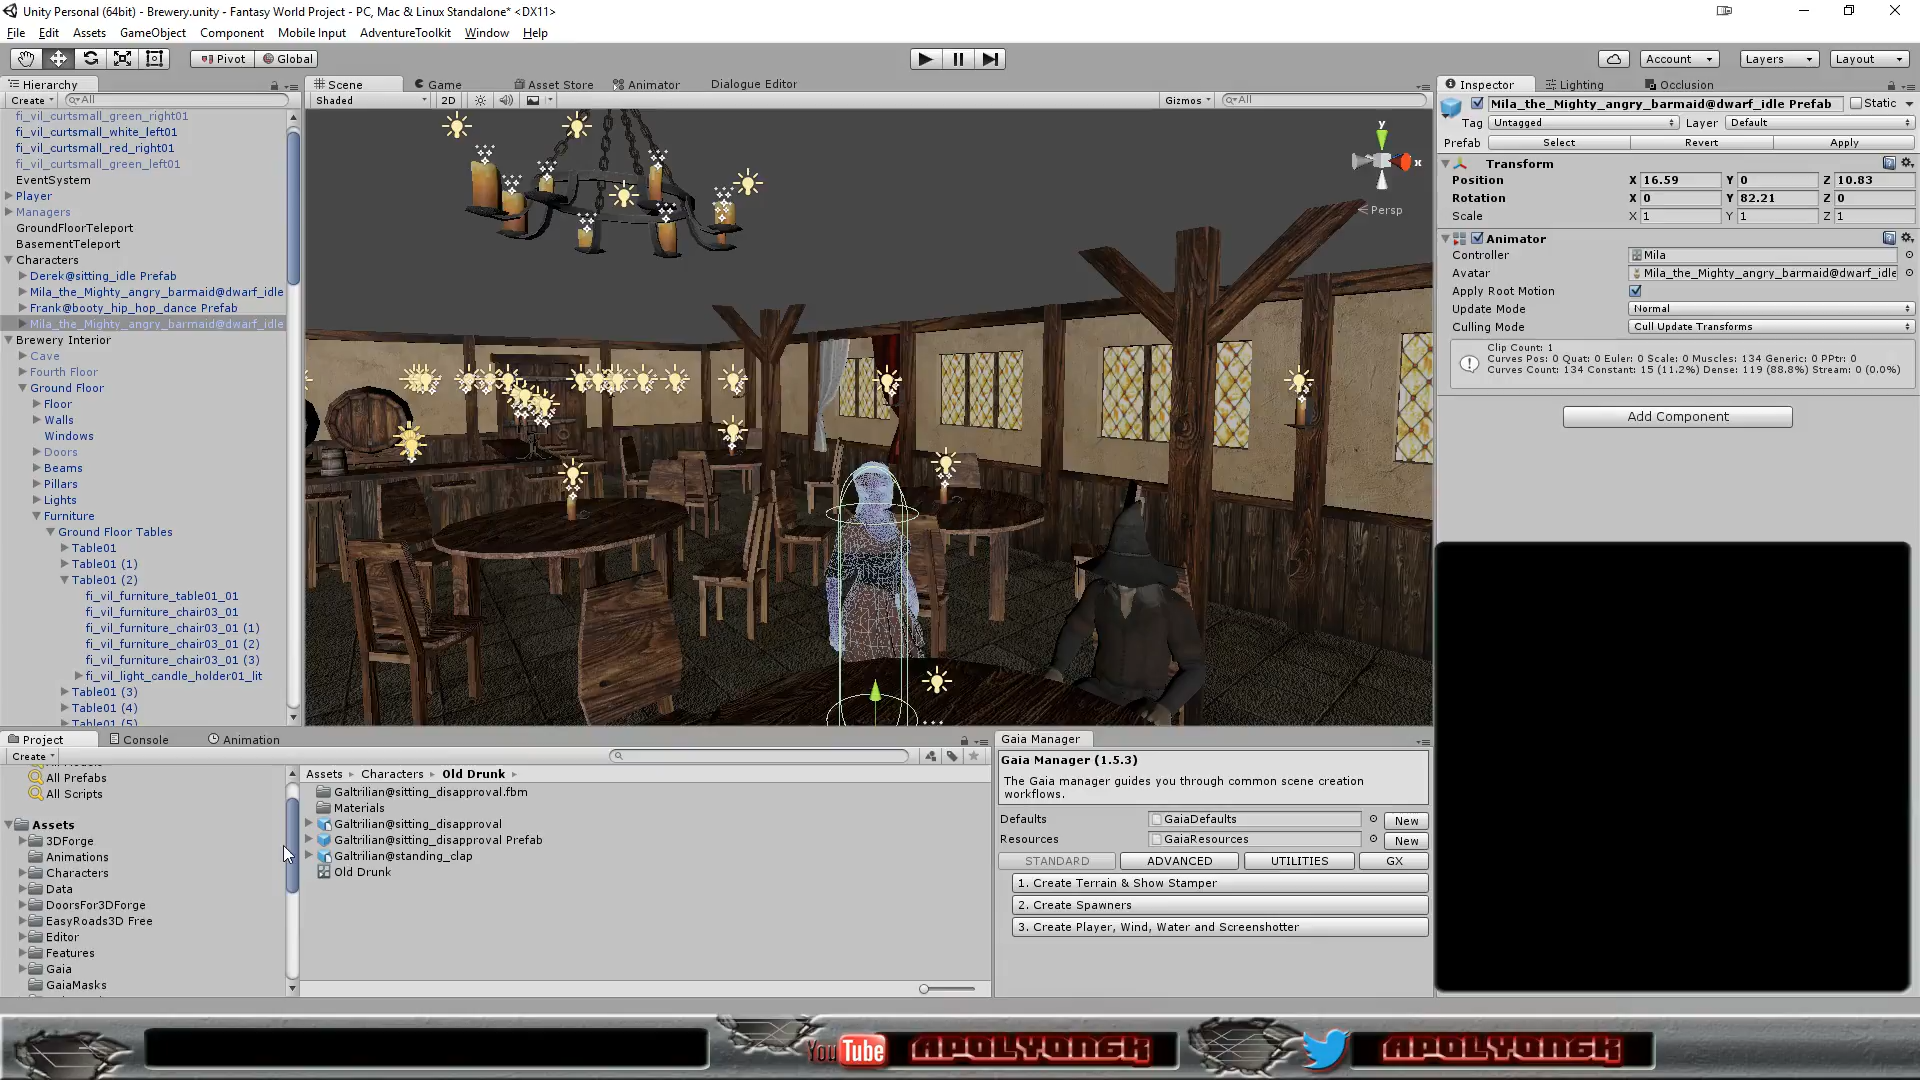 Unity Personal (64bit) - Brewery.unity - Fantasy World Project - PC, Mac & Linux Standalone* <DX11>
File Edit Assets GameObject Component Mobile Input AdventureToolkit Window Help
Pivot Global Account Layers Layout
Hierarchy
Create All
fi_vil_curtsmall_green_right01
fi_vil_curtsmall_white_left01
fi_vil_curtsmall_red_right01
fi_vil_curtsmall_green_left01
EventSystem
Player
Managers
GroundFloorTeleport
BasementTeleport
Characters
Derek@sitting_idle Prefab
Mila_the_Mighty_angry_barmaid@dwarf_idle
Frank@booty_hip_hop_dance Prefab
Mila_the_Mighty_angry_barmaid@dwarf_idle
Brewery Interior
Cave
Fourth Floor
Ground Floor
Floor
Walls
Windows
Doors
Beams
Pillars
Lights
Furniture
Ground Floor Tables
Table01
Table01 (1)
Table01 (2)
fi_vil_furniture_table01_01
fi_vil_furniture_chair03_01
fi_vil_furniture_chair03_01 (1)
fi_vil_furniture_chair03_01 (2)
fi_vil_furniture_chair03_01 (3)
fi_vil_light_candle_holder01_lit
Table01 (3)
Table01 (4)
Table01 (5)
Scene Game Asset Store Animator Dialogue Editor
Shaded 2D Gizmos All
y
x
Persp
Inspector Lighting Occlusion
Mila_the_Mighty_angry_barmaid@dwarf_idle Prefab Static
Tag Untagged Layer Default
Prefab Select Revert Apply
Transform
Position X 16.59 Y 0 Z 10.83
Rotation X 0 Y 82.21 Z 0
Scale X 1 Y 1 Z 1
Animator
Controller Mila
Avatar Mila_the_Mighty_angry_barmaid@dwarf_idle
Apply Root Motion
Update Mode Normal
Culling Mode Cull Update Transforms
Clip Count: 1
Curves Pos: 0 Quat: 0 Euler: 0 Scale: 0 Muscles: 134 Generic: 0 PPtr: 0
Curves Count: 134 Constant: 15 (11.2%) Dense: 119 (88.8%) Stream: 0 (0.0%)
Add Component
Project Console Animation
Create
All Prefabs
All Scripts
Assets
3DForge
Animations
Characters
Data
DoorsFor3DForge
EasyRoads3D Free
Editor
Features
Gaia
GaiaMasks
Assets Characters Old Drunk
Galtrilian@sitting_disapproval.fbm
Materials
Galtrilian@sitting_disapproval
Galtrilian@sitting_disapproval Prefab
Galtrilian@standing_clap
Old Drunk
Gaia Manager
Gaia Manager (1.5.3)
The Gaia manager guides you through common scene creation
workflows.
Defaults GaiaDefaults New
Resources GaiaResources New
STANDARD ADVANCED UTILITIES GX
1. Create Terrain & Show Stamper
2. Create Spawners
3. Create Player, Wind, Water and Screenshotter
YouTube APOLYONGK APOLYONGK